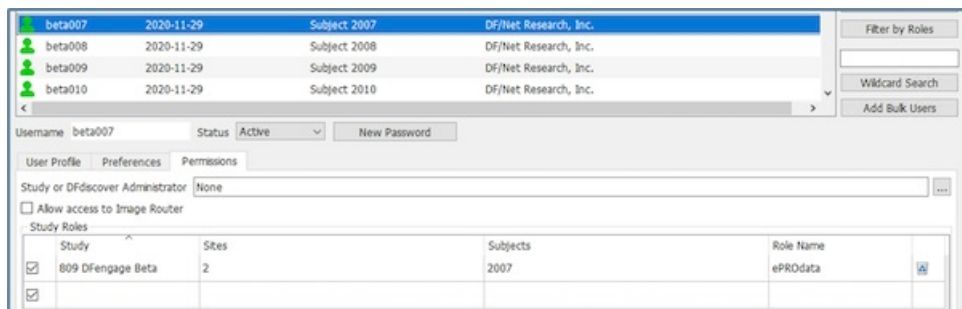 beta007 2020-11-29 Subject 2007 DF/Net Research, Inc.
beta008 2020-11-29 Subject 2008 DF/Net Research, Inc.
beta009 2020-11-29 Subject 2009 DF/Net Research, Inc.
beta010 2020-11-29 Subject 2010 DF/Net Research, Inc.
Filter by Roles
Wildcard Search
Add Bulk Users
Username beta007 Status Active New Password
User Profile Preferences Permissions
Study or DFdiscover Administrator None ...
Allow access to Image Router
Study Roles
Study Sites Subjects Role Name
809 DFengage Beta 2 2007 ePROdata